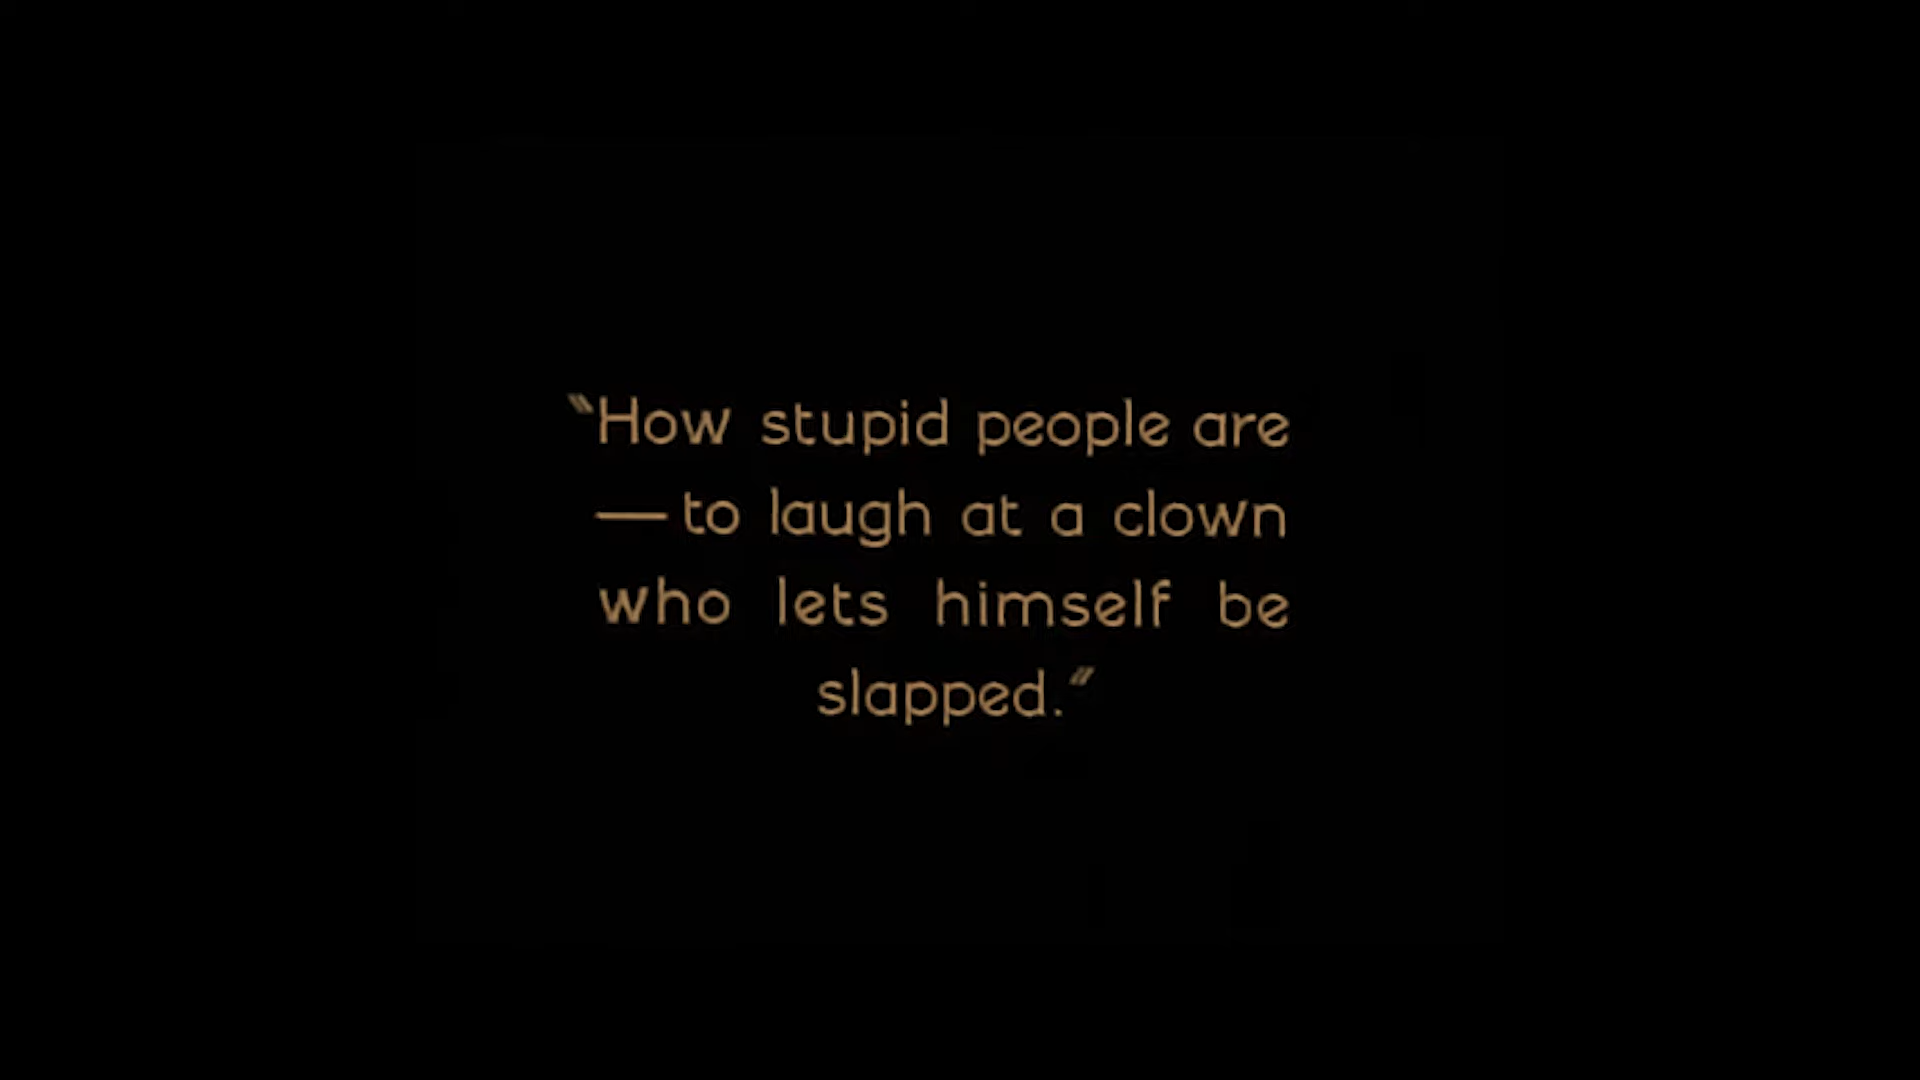 “How stupid people are
— to laugh at a clown
who lets himself be
slapped.”